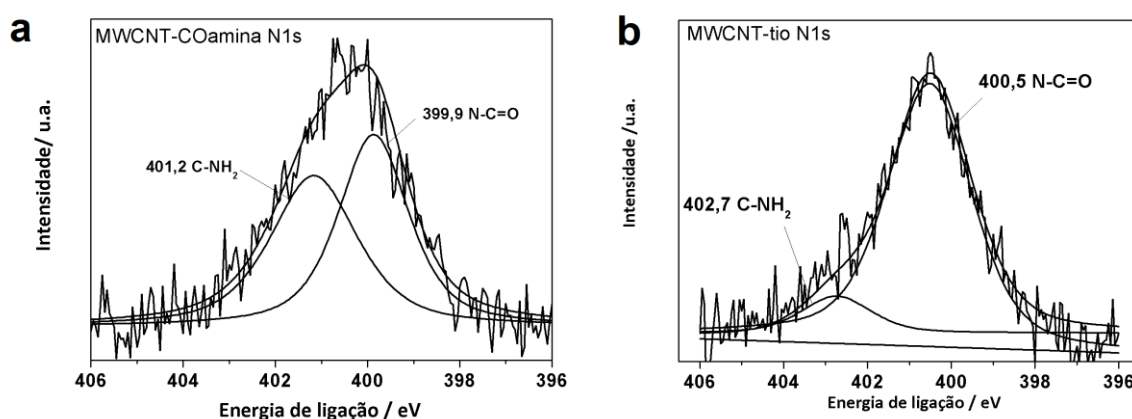 a
MWCNT-COamina N1s
399,9 N-C=O
401,2 C-NH₂
Intensidade/ u.a.
406 404 402 400 398 396
Energia de ligação / eV
b
MWCNT-tio N1s
400,5 N-C=O
402,7 C-NH₂
Intensidade /u.a.
406 404 402 400 398 396
Energia de ligação / eV